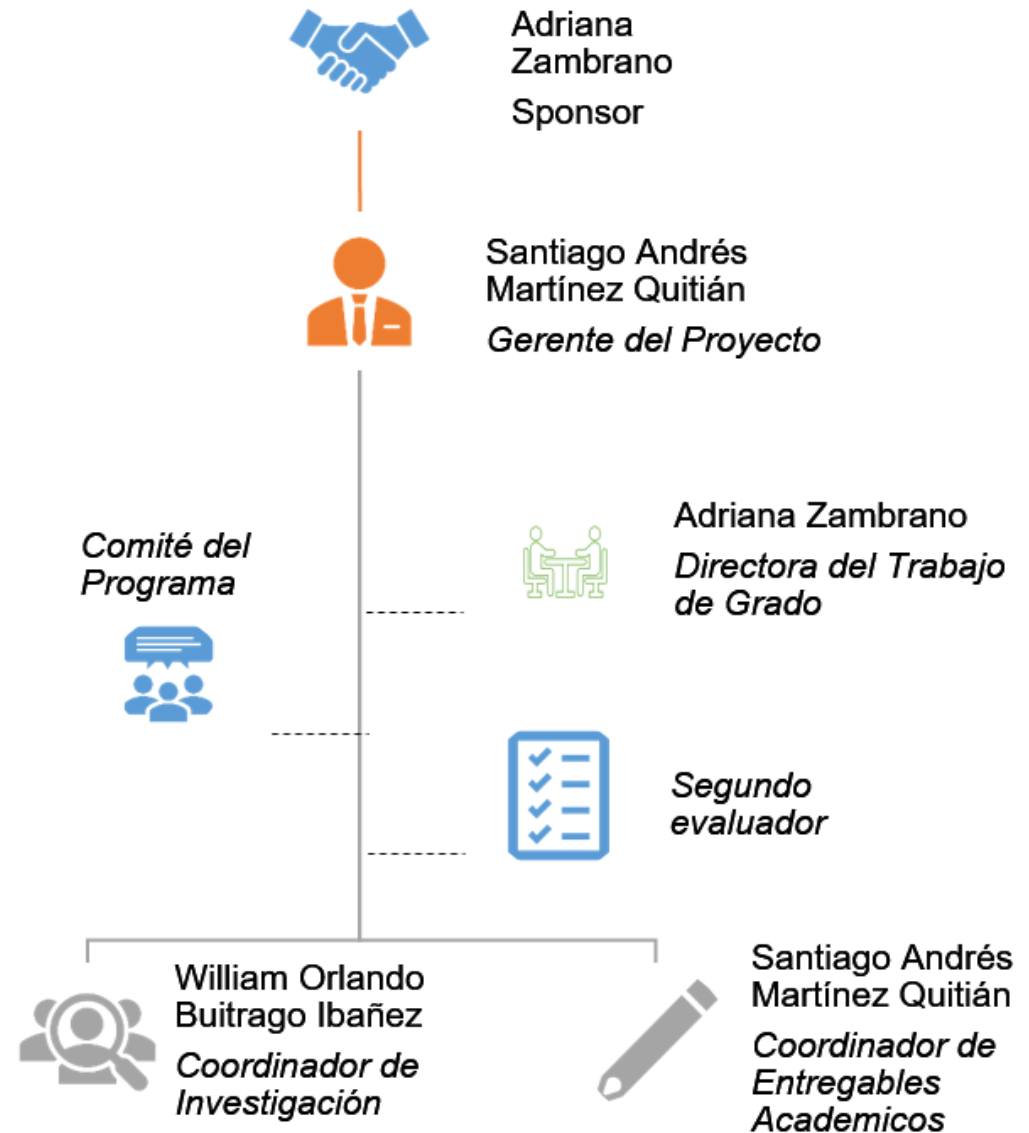 Adriana
Zambrano
Sponsor
Santiago Andrés
Martínez Quitián
Gerente del Proyecto
Comité del
Programa
Adriana Zambrano
Directora del Trabajo
de Grado
Segundo
evaluador
William Orlando
Buitrago Ibañez
Coordinador de
Investigación
Santiago Andrés
Martínez Quitián
Coordinador de
Entregables
Academicos